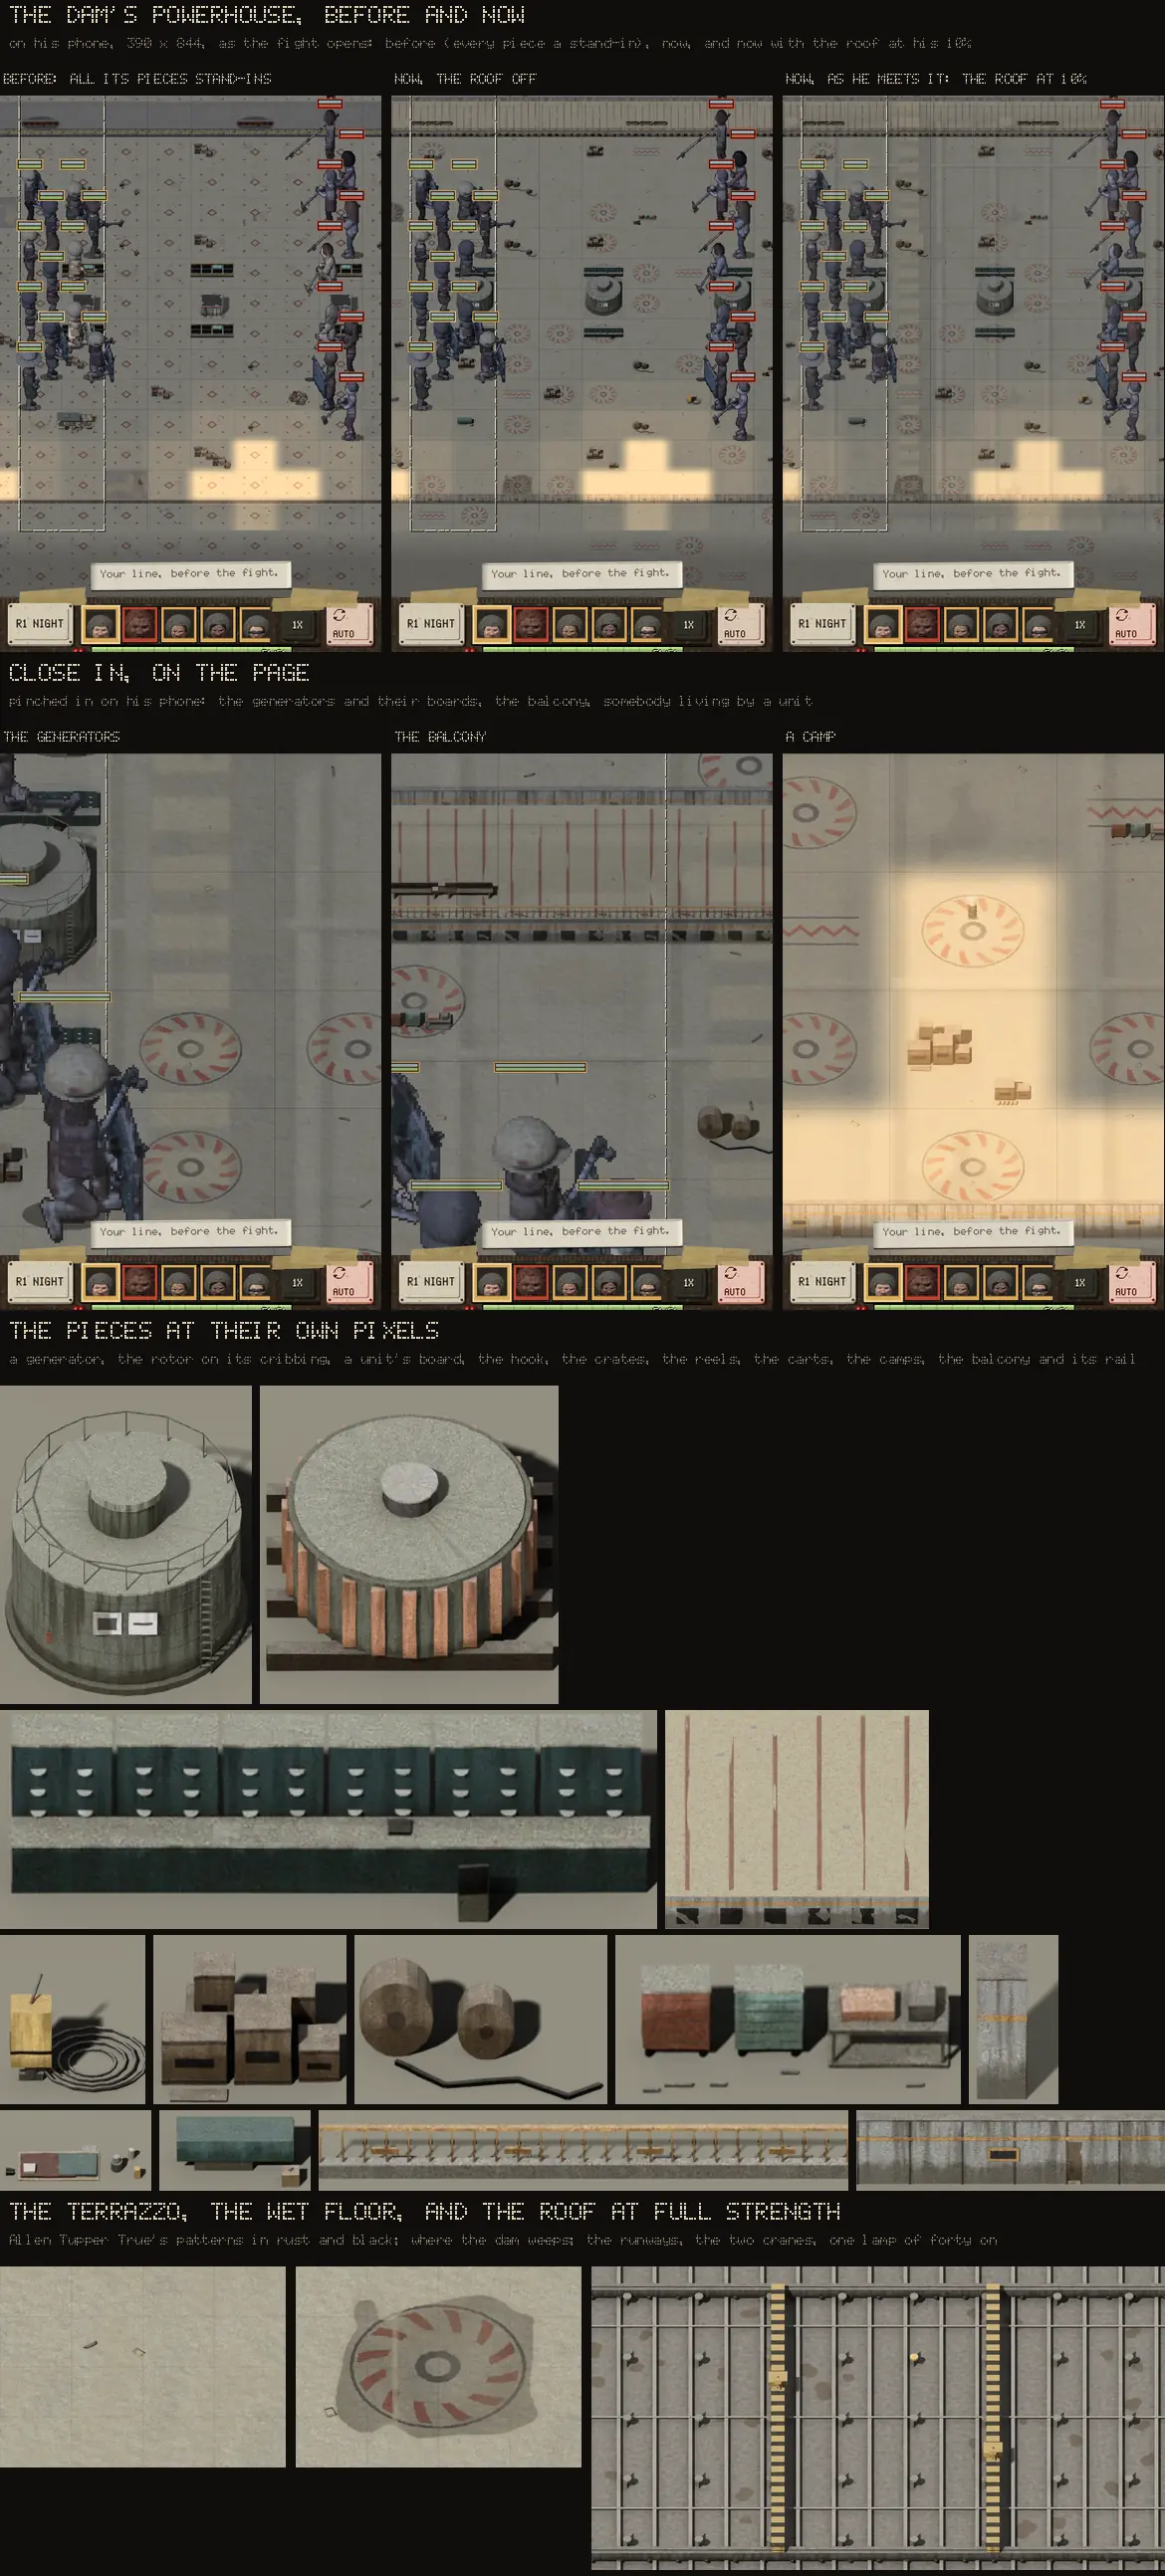 THE DAM'S POWERHOUSE, BEFORE AND NOW
on his phone, 390 x 844, as the fight opens: before (every piece a stand-in), now, and now with the roof at his 10%
BEFORE: ALL ITS PIECES STAND-INS
NOW, THE ROOF OFF
NOW, AS HE MEETS IT: THE ROOF AT 10%
Your line, before the fight.
Your line, before the fight.
Your line, before the fight.
R1 NIGHT
1X
AUTO
R1 NIGHT
1X
AUTO
R1 NIGHT
1X
AUTO
CLOSE IN, ON THE PAGE
pinched in on his phone: the generators and their boards, the balcony, somebody living by a unit
THE GENERATORS
THE BALCONY
A CAMP
Your line, before the fight.
Your line, before the fight.
Your line, before the fight.
R1 NIGHT
1X
AUTO
R1 NIGHT
1X
AUTO
R1 NIGHT
1X
AUTO
THE PIECES AT THEIR OWN PIXELS
a generator, the rotor on its cribbing, a unit's board, the hook, the crates, the reels, the carts, the camps, the balcony and its rail
THE TERRAZZO, THE WET FLOOR, AND THE ROOF AT FULL STRENGTH
Allen Tupper True's patterns in rust and black; where the dam weeps; the runways, the two cranes, one lamp of forty on